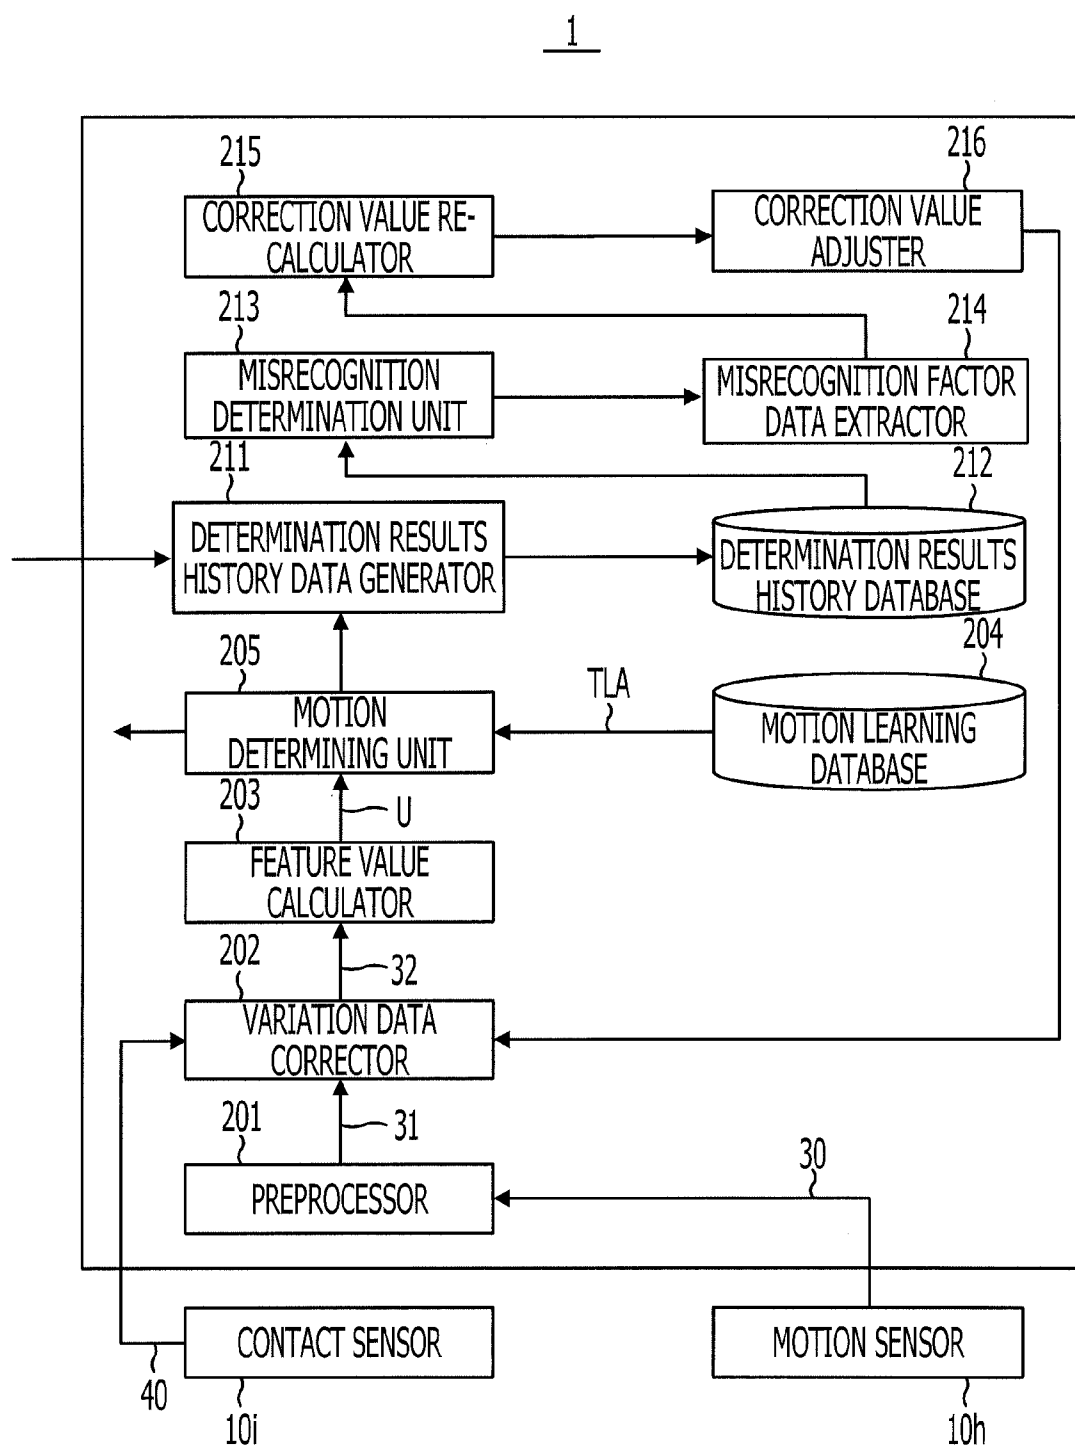 1
215
216
CORRECTION VALUE RE-
CALCULATOR
CORRECTION VALUE
ADJUSTER
213
214
MISRECOGNITION
DETERMINATION UNIT
MISRECOGNITION FACTOR
DATA EXTRACTOR
211
212
DETERMINATION RESULTS
HISTORY DATA GENERATOR
DETERMINATION RESULTS
HISTORY DATABASE
205
TLA
204
MOTION
DETERMINING UNIT
MOTION LEARNING
DATABASE
203
U
FEATURE VALUE
CALCULATOR
202
32
VARIATION DATA
CORRECTOR
201
31
30
PREPROCESSOR
CONTACT SENSOR
MOTION SENSOR
40
10i
10h